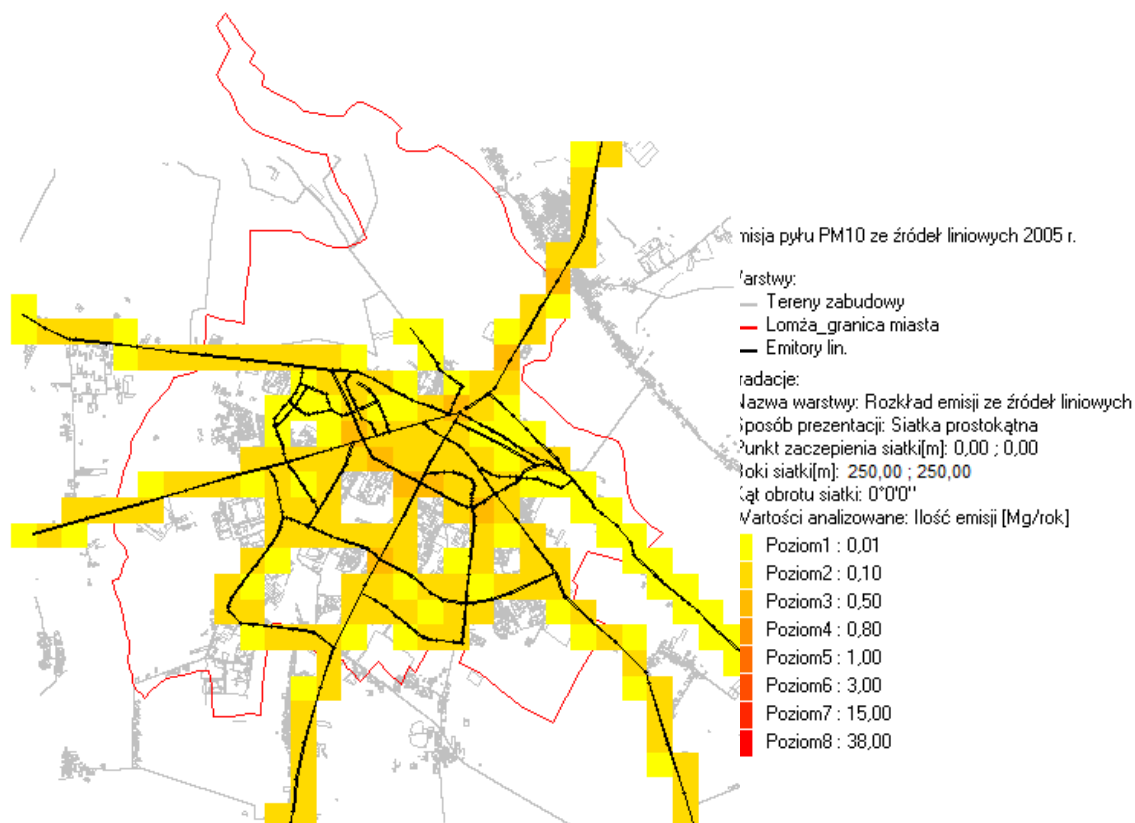 misja pyłu PM10 ze źródeł liniowych 2005 r.
arstwy:
Tereny zabudowy
Lomża_granica miasta
Emitory lin.
radacje:
Nazwa warstwy: Rozkład emisji ze źródeł liniowych
Sposób prezentacji: Siatka prostokątna
Punkt zaczepienia siatki[m]: 0,00 ; 0,00
Boki siatki[m]: 250,00 ; 250,00
Kąt obrotu siatki: 0°0'0''
Wartości analizowane: Ilość emisji [Mg/rok]
Poziom1 : 0,01
Poziom2 : 0,10
Poziom3 : 0,50
Poziom4 : 0,80
Poziom5 : 1,00
Poziom6 : 3,00
Poziom7 : 15,00
Poziom8 : 38,00